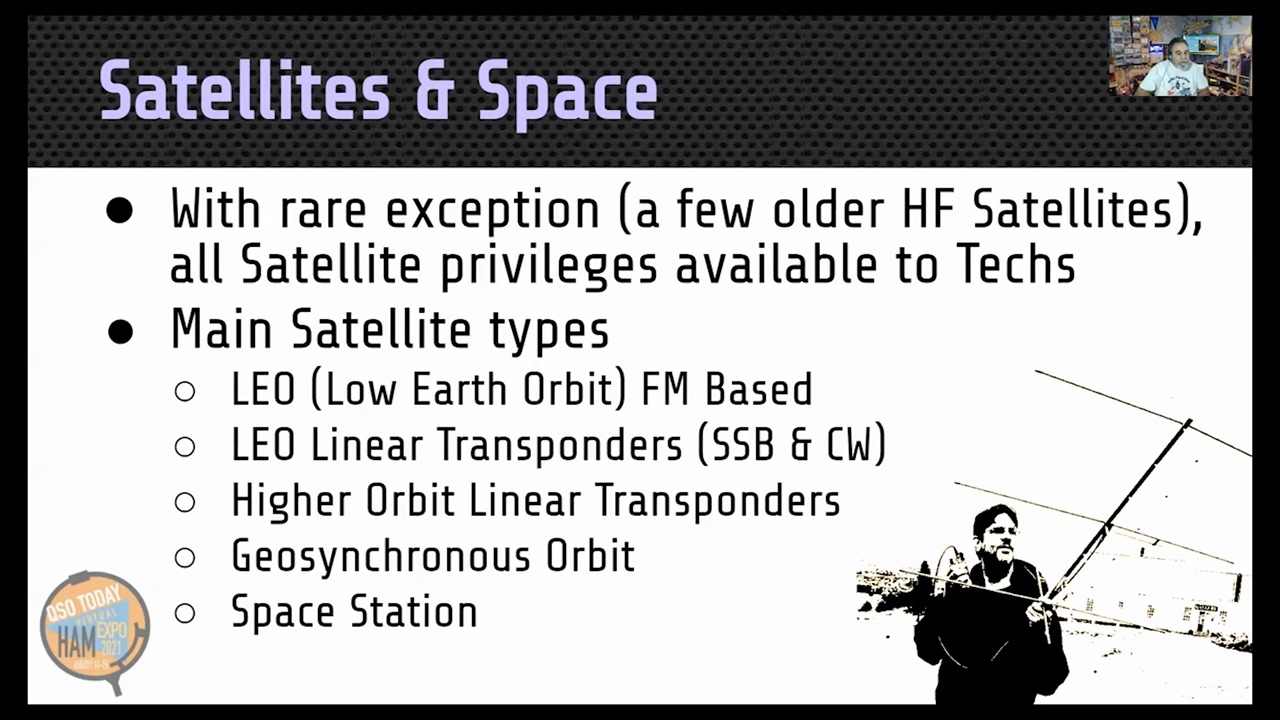 Satellites & Space
● With rare exception (a few older HF Satellites),
all Satellite privileges available to Techs
● Main Satellite types
○ LEO (Low Earth Orbit) FM Based
○ LEO Linear Transponders (SSB & CW)
○ Higher Orbit Linear Transponders
○ Geosynchronous Orbit
○ Space Station
QSO TODAY
VIRTUAL
HAM EXPO
2021